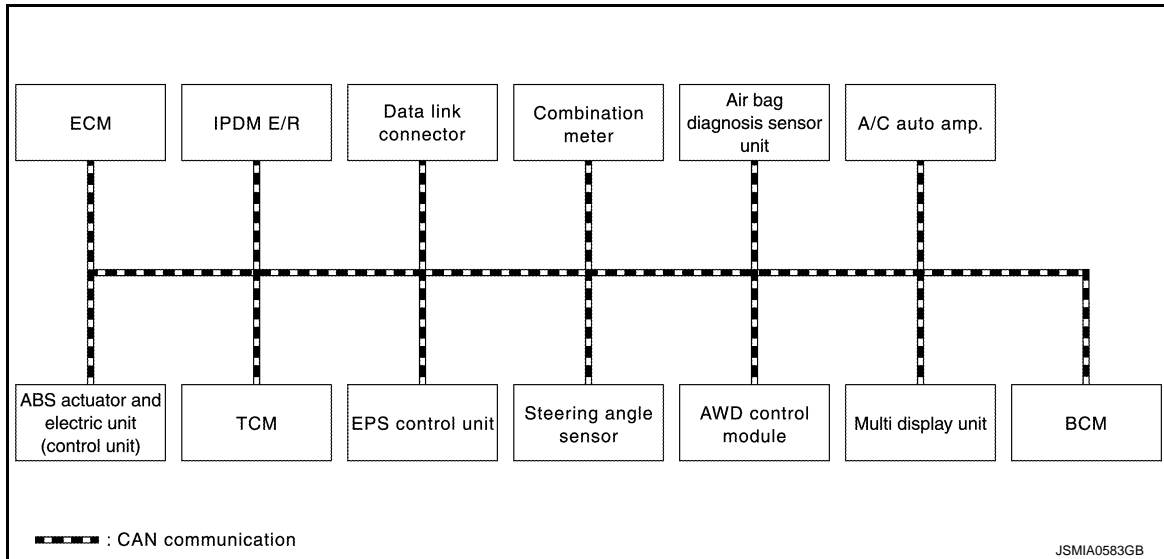 ECM
IPDM E/R
Data link
connector
Combination
meter
Air bag
diagnosis sensor
unit
A/C auto amp.
ABS actuator and
electric unit
(control unit)
TCM
EPS control unit
Steering angle
sensor
AWD control
module
Multi display unit
BCM
: CAN communication
JSMIA0583GB